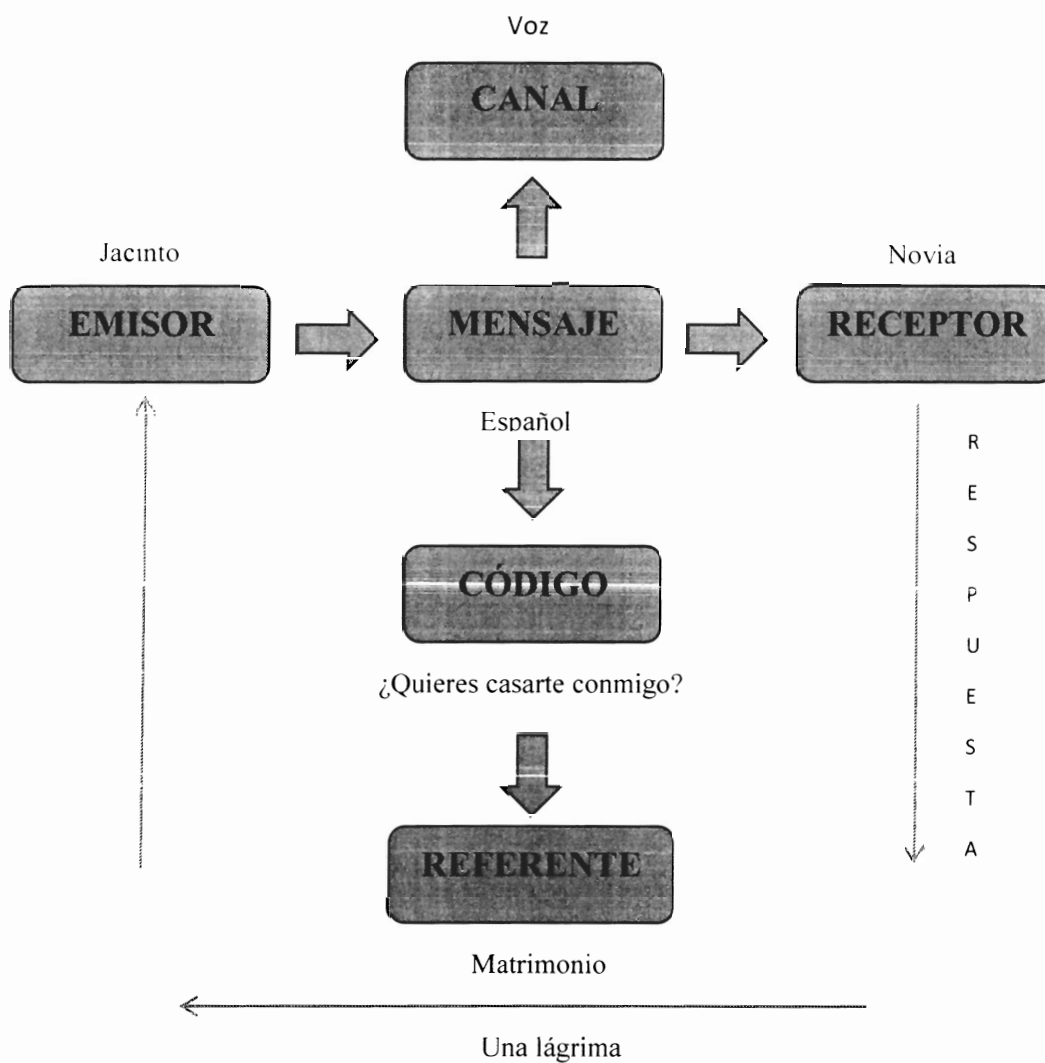 Voz
CANAL
Jacinto
Novia
EMISOR
MENSAJE
RECEPTOR
Español
R
E
S
P
U
E
S
T
A
CÓDIGO
¿Quieres casarte conmigo?
REFERENTE
Matrimonio
Una lágrima